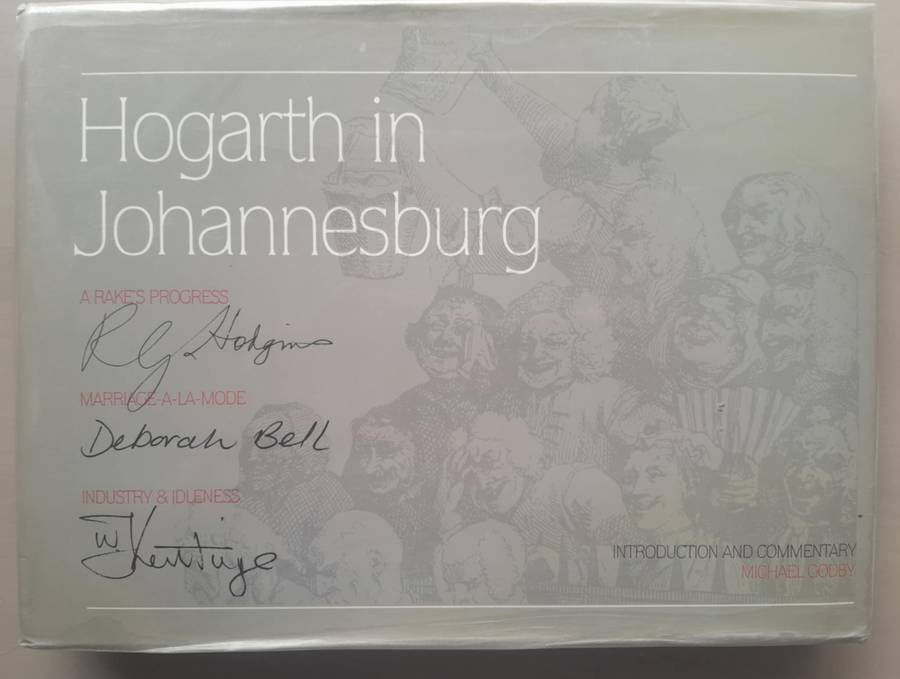 Hogarth in
Johannesburg
A RAKE'S PROGRESS
R G Hodgins
MARRIAGE-A-LA-MODE
Deborah Bell
INDUSTRY & IDLENESS
W Kentridge
INTRODUCTION AND COMMENTARY
MICHAEL GODBY